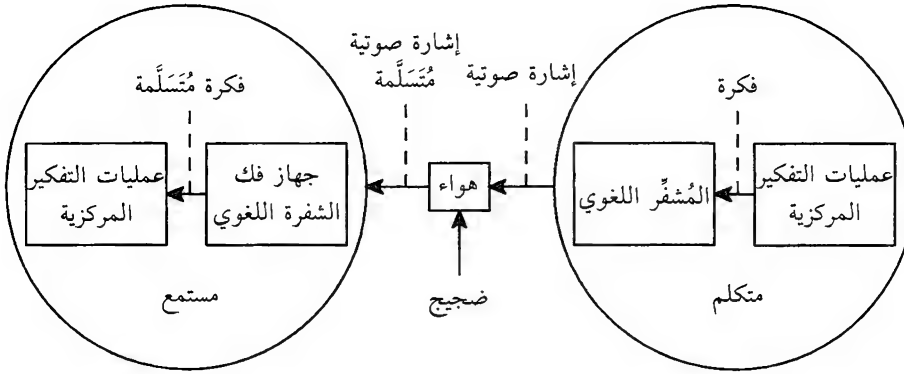 فكرة
إشارة صوتية
إشارة صوتية
مُتَسَلَّمة
فكرة مُتَسَلَّمة
عمليات التفكير
المركزية
المُشفِّر اللغوي
هواء
جهاز فك
الشفرة اللغوي
عمليات التفكير
المركزية
متكلم
ضجيج
مستمع